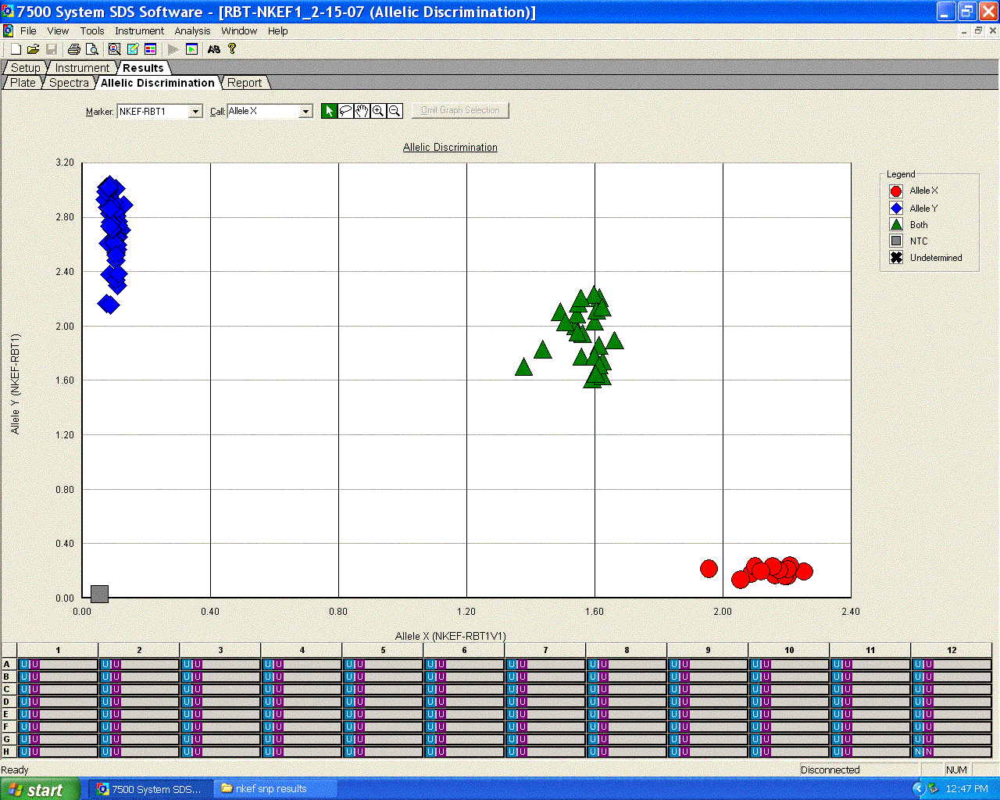 7500 System SDS Software - [RBT-NKEF1_2-15-07 (Allelic Discrimination)]
File View Tools Instrument Analysis Window Help
Setup Instrument Results
Plate Spectra Allelic Discrimination Report
Marker: NKEF-RBT1 Call: Allele X Omit Graph Selection
Allelic Discrimination
3.20
2.80
2.40
2.00
1.60
1.20
0.80
0.40
0.00
Allele Y (NKEF-RBT1)
0.00 0.40 0.80 1.20 1.60 2.00 2.40
Allele X (NKEF-RBT1V1)
Legend
Allele X
Allele Y
Both
NTC
Undetermined
1 2 3 4 5 6 7 8 9 10 11 12
A U U U U U U U U U U U U U U U U U U U U U U U U
B U U U U U U U U U U U U U U U U U U U U U U U U
C U U U U U U U U U U U U U U U U U U U U U U U U
D U U U U U U U U U U U U U U U U U U U U U U U U
E U U U U U U U U U U U U U U U U U U U U U U U U
F U U U U U U U U U U U U U U U U U U U U U U U U
G U U U U U U U U U U U U U U U U U U U U U U U U
H U U U U U U U U U U U U U U U U U U U U U U N N
Ready Disconnected NUM
start 7500 System SDS... nkef snp results 12:47 PM